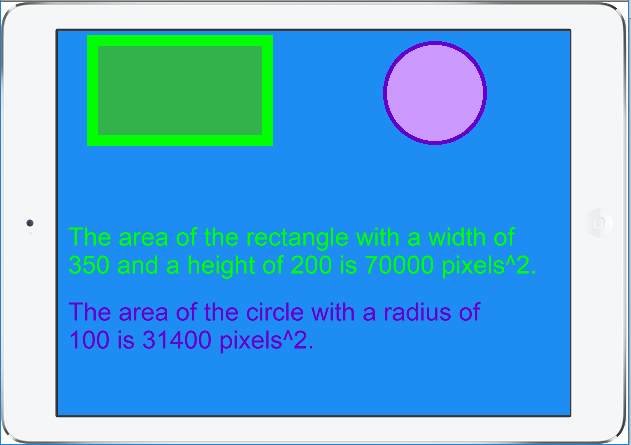 The area of the rectangle with a width of
350 and a height of 200 is 70000 pixels^2.
The area of the circle with a radius of
100 is 31400 pixels^2.